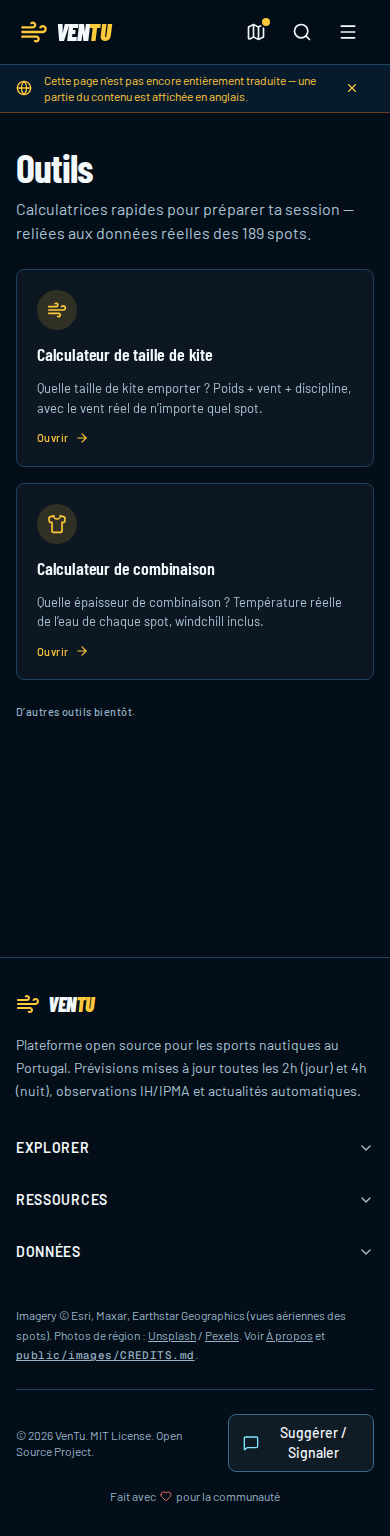 VENTU
Cette page n'est pas encore entièrement traduite — une
partie du contenu est affichée en anglais.
Outils
Calculatrices rapides pour préparer ta session —
reliées aux données réelles des 189 spots.
Calculateur de taille de kite
Quelle taille de kite emporter ? Poids + vent + discipline,
avec le vent réel de n'importe quel spot.
Ouvrir
Calculateur de combinaison
Quelle épaisseur de combinaison ? Température réelle
de l'eau de chaque spot, windchill inclus.
Ouvrir
D'autres outils bientôt.
VENTU
Plateforme open source pour les sports nautiques au
Portugal. Prévisions mises à jour toutes les 2h (jour) et 4h
(nuit), observations IH/IPMA et actualités automatiques.
EXPLORER
RESSOURCES
DONNÉES
Imagery © Esri, Maxar, Earthstar Geographics (vues aériennes des
spots). Photos de région : Unsplash / Pexels. Voir À propos et
public/images/CREDITS.md.
© 2026 VenTu. MIT License. Open
Source Project.
Suggérer /
Signaler
Fait avec pour la communauté